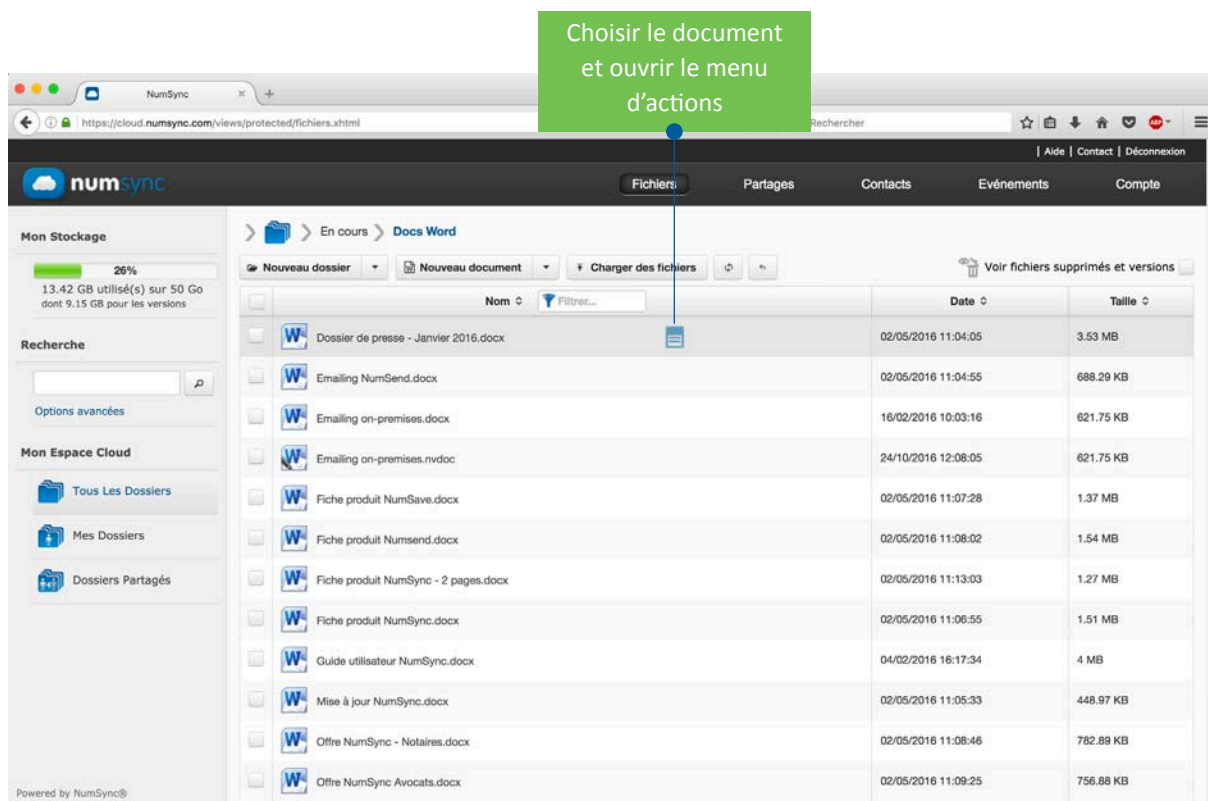 Choisir le document
et ouvrir le menu
d'actions
NumSync
https://cloud.numsync.com/views/protected/fichiers.xhtml
Rechercher
ABP
| Aide | Contact | Déconnexion
numsync
Fichiers Partages Contacts Evénements Compte
Mon Stockage
26%
13.42 GB utilisé(s) sur 50 Go
dont 9.15 GB pour les versions
Recherche
Options avancées
Mon Espace Cloud
Tous Les Dossiers
Mes Dossiers
Dossiers Partagés
Powered by NumSync®
En cours Docs Word
Nouveau dossier Nouveau document Charger des fichiers Voir fichiers supprimés et versions
Nom Filtrer... Date Taille
Dossier de presse - Janvier 2016.docx 02/05/2016 11:04:05 3.53 MB
Emailing NumSend.docx 02/05/2016 11:04:55 688.29 KB
Emailing on-premises.docx 16/02/2016 10:03:16 621.75 KB
Emailing on-premises.nvdoc 24/10/2016 12:08:05 621.75 KB
Fiche produit NumSave.docx 02/05/2016 11:07:28 1.37 MB
Fiche produit Numsend.docx 02/05/2016 11:08:02 1.54 MB
Fiche produit NumSync - 2 pages.docx 02/05/2016 11:13:03 1.27 MB
Fiche produit NumSync.docx 02/05/2016 11:06:55 1.51 MB
Guide utilisateur NumSync.docx 04/02/2016 16:17:34 4 MB
Mise à jour NumSync.docx 02/05/2016 11:05:33 448.97 KB
Offre NumSync - Notaires.docx 02/05/2016 11:08:46 782.89 KB
Offre NumSync Avocats.docx 02/05/2016 11:09:25 756.88 KB